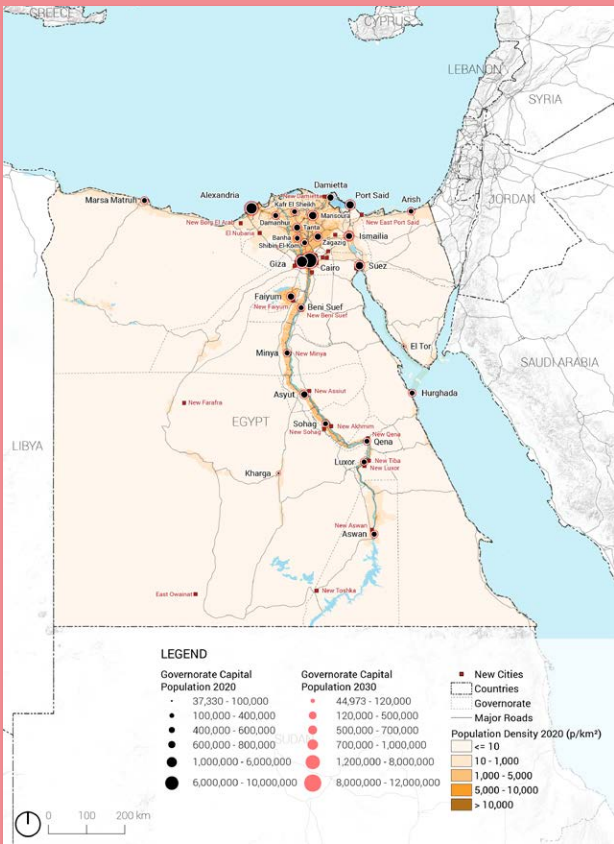 GREECE
CYPRUS
LEBANON
SYRIA
JORDAN
Damietta
New Damietta
Port Said
Alexandria
Kafr El Sheikh
Marsa Matruh
Arish
Mansoura
New Borg El Arab
Damanhur
New East Port Said
El Nubaria
Tanta
Ismailia
Banha
Zagazig
Shibin El-Kom
Giza
Cairo
Suez
Faiyum
New Faiyum
Beni Suef
New Beni Suef
El Tor
Minya
New Minya
SAUDI ARABIA
Asyut
New Assiut
Hurghada
New Farafra
EGYPT
Sohag
New Akhmim
New Sohag
New Qena
Qena
LIBYA
Luxor
New Tiba
New Luxor
Kharga
New Aswan
Aswan
East Owainat
New Toshka
LEGEND
Governorate Capital
Population 2020
37,330 - 100,000
100,000 - 400,000
400,000 - 600,000
600,000 - 800,000
1,000,000 - 6,000,000
6,000,000 - 10,000,000
Governorate Capital
Population 2030
44,973 - 120,000
120,000 - 500,000
500,000 - 700,000
700,000 - 1,000,000
1,200,000 - 8,000,000
8,000,000 - 12,000,000
New Cities
Countries
Governorate
Major Roads
Population Density 2020 (p/km²)
<= 10
10 - 1,000
1,000 - 5,000
5,000 - 10,000
> 10,000
SUDAN
0 100 200 km